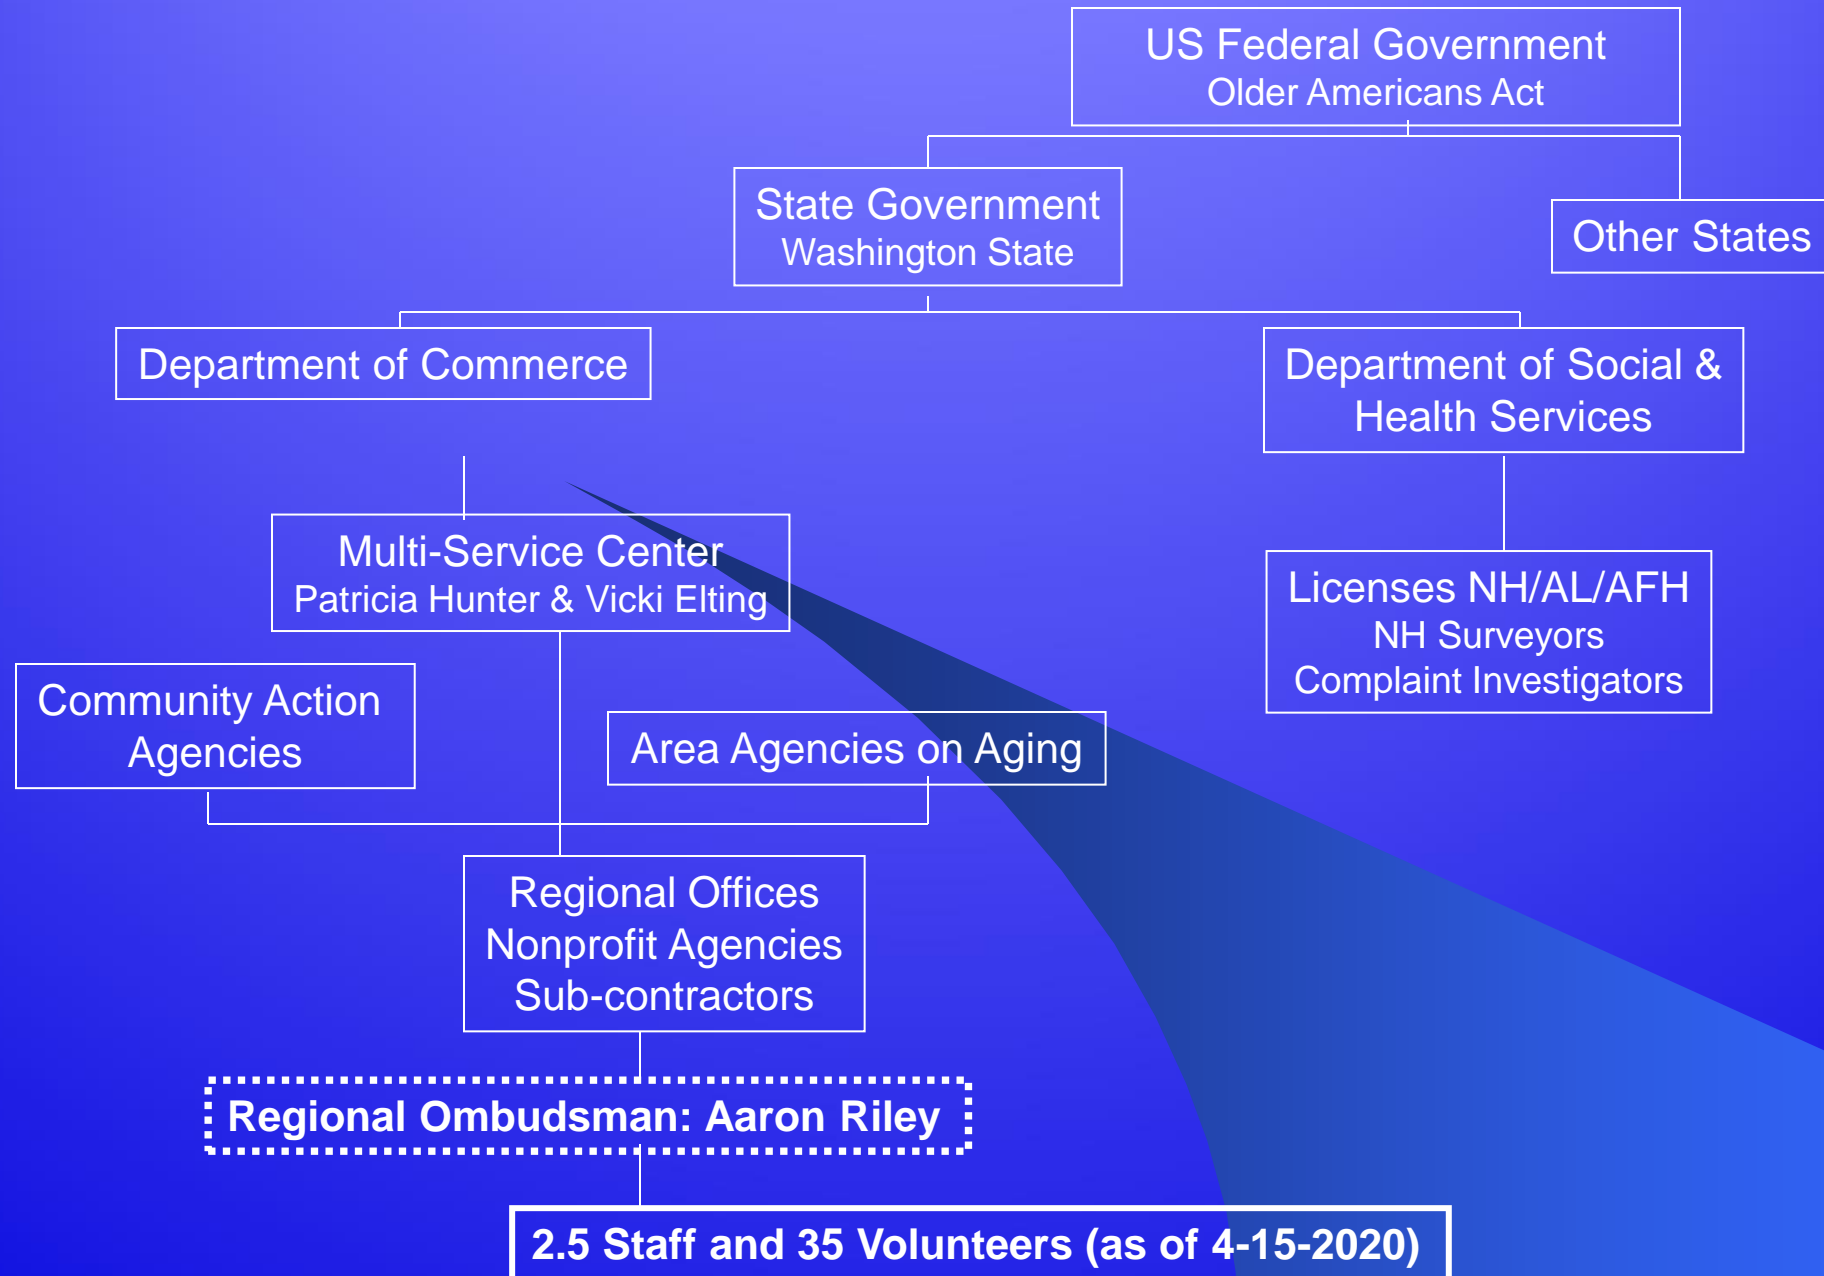 US Federal Government
Older Americans Act
State Government
Washington State
Other States
Department of Commerce
Department of Social &
Health Services
Multi-Service Center
Patricia Hunter & Vicki Elting
Licenses NH/AL/AFH
NH Surveyors
Complaint Investigators
Community Action
Agencies
Area Agencies on Aging
Regional Offices
Nonprofit Agencies
Sub-contractors
Regional Ombudsman: Aaron Riley
2.5 Staff and 35 Volunteers (as of 4-15-2020)